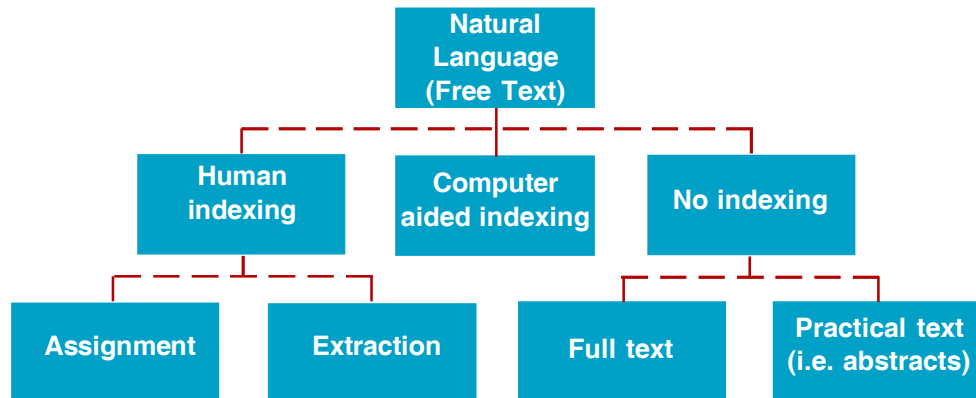 Natural
Language
(Free Text)
Human
indexing
Computer
aided indexing
No indexing
Assignment
Extraction
Full text
Practical text
(i.e. abstracts)